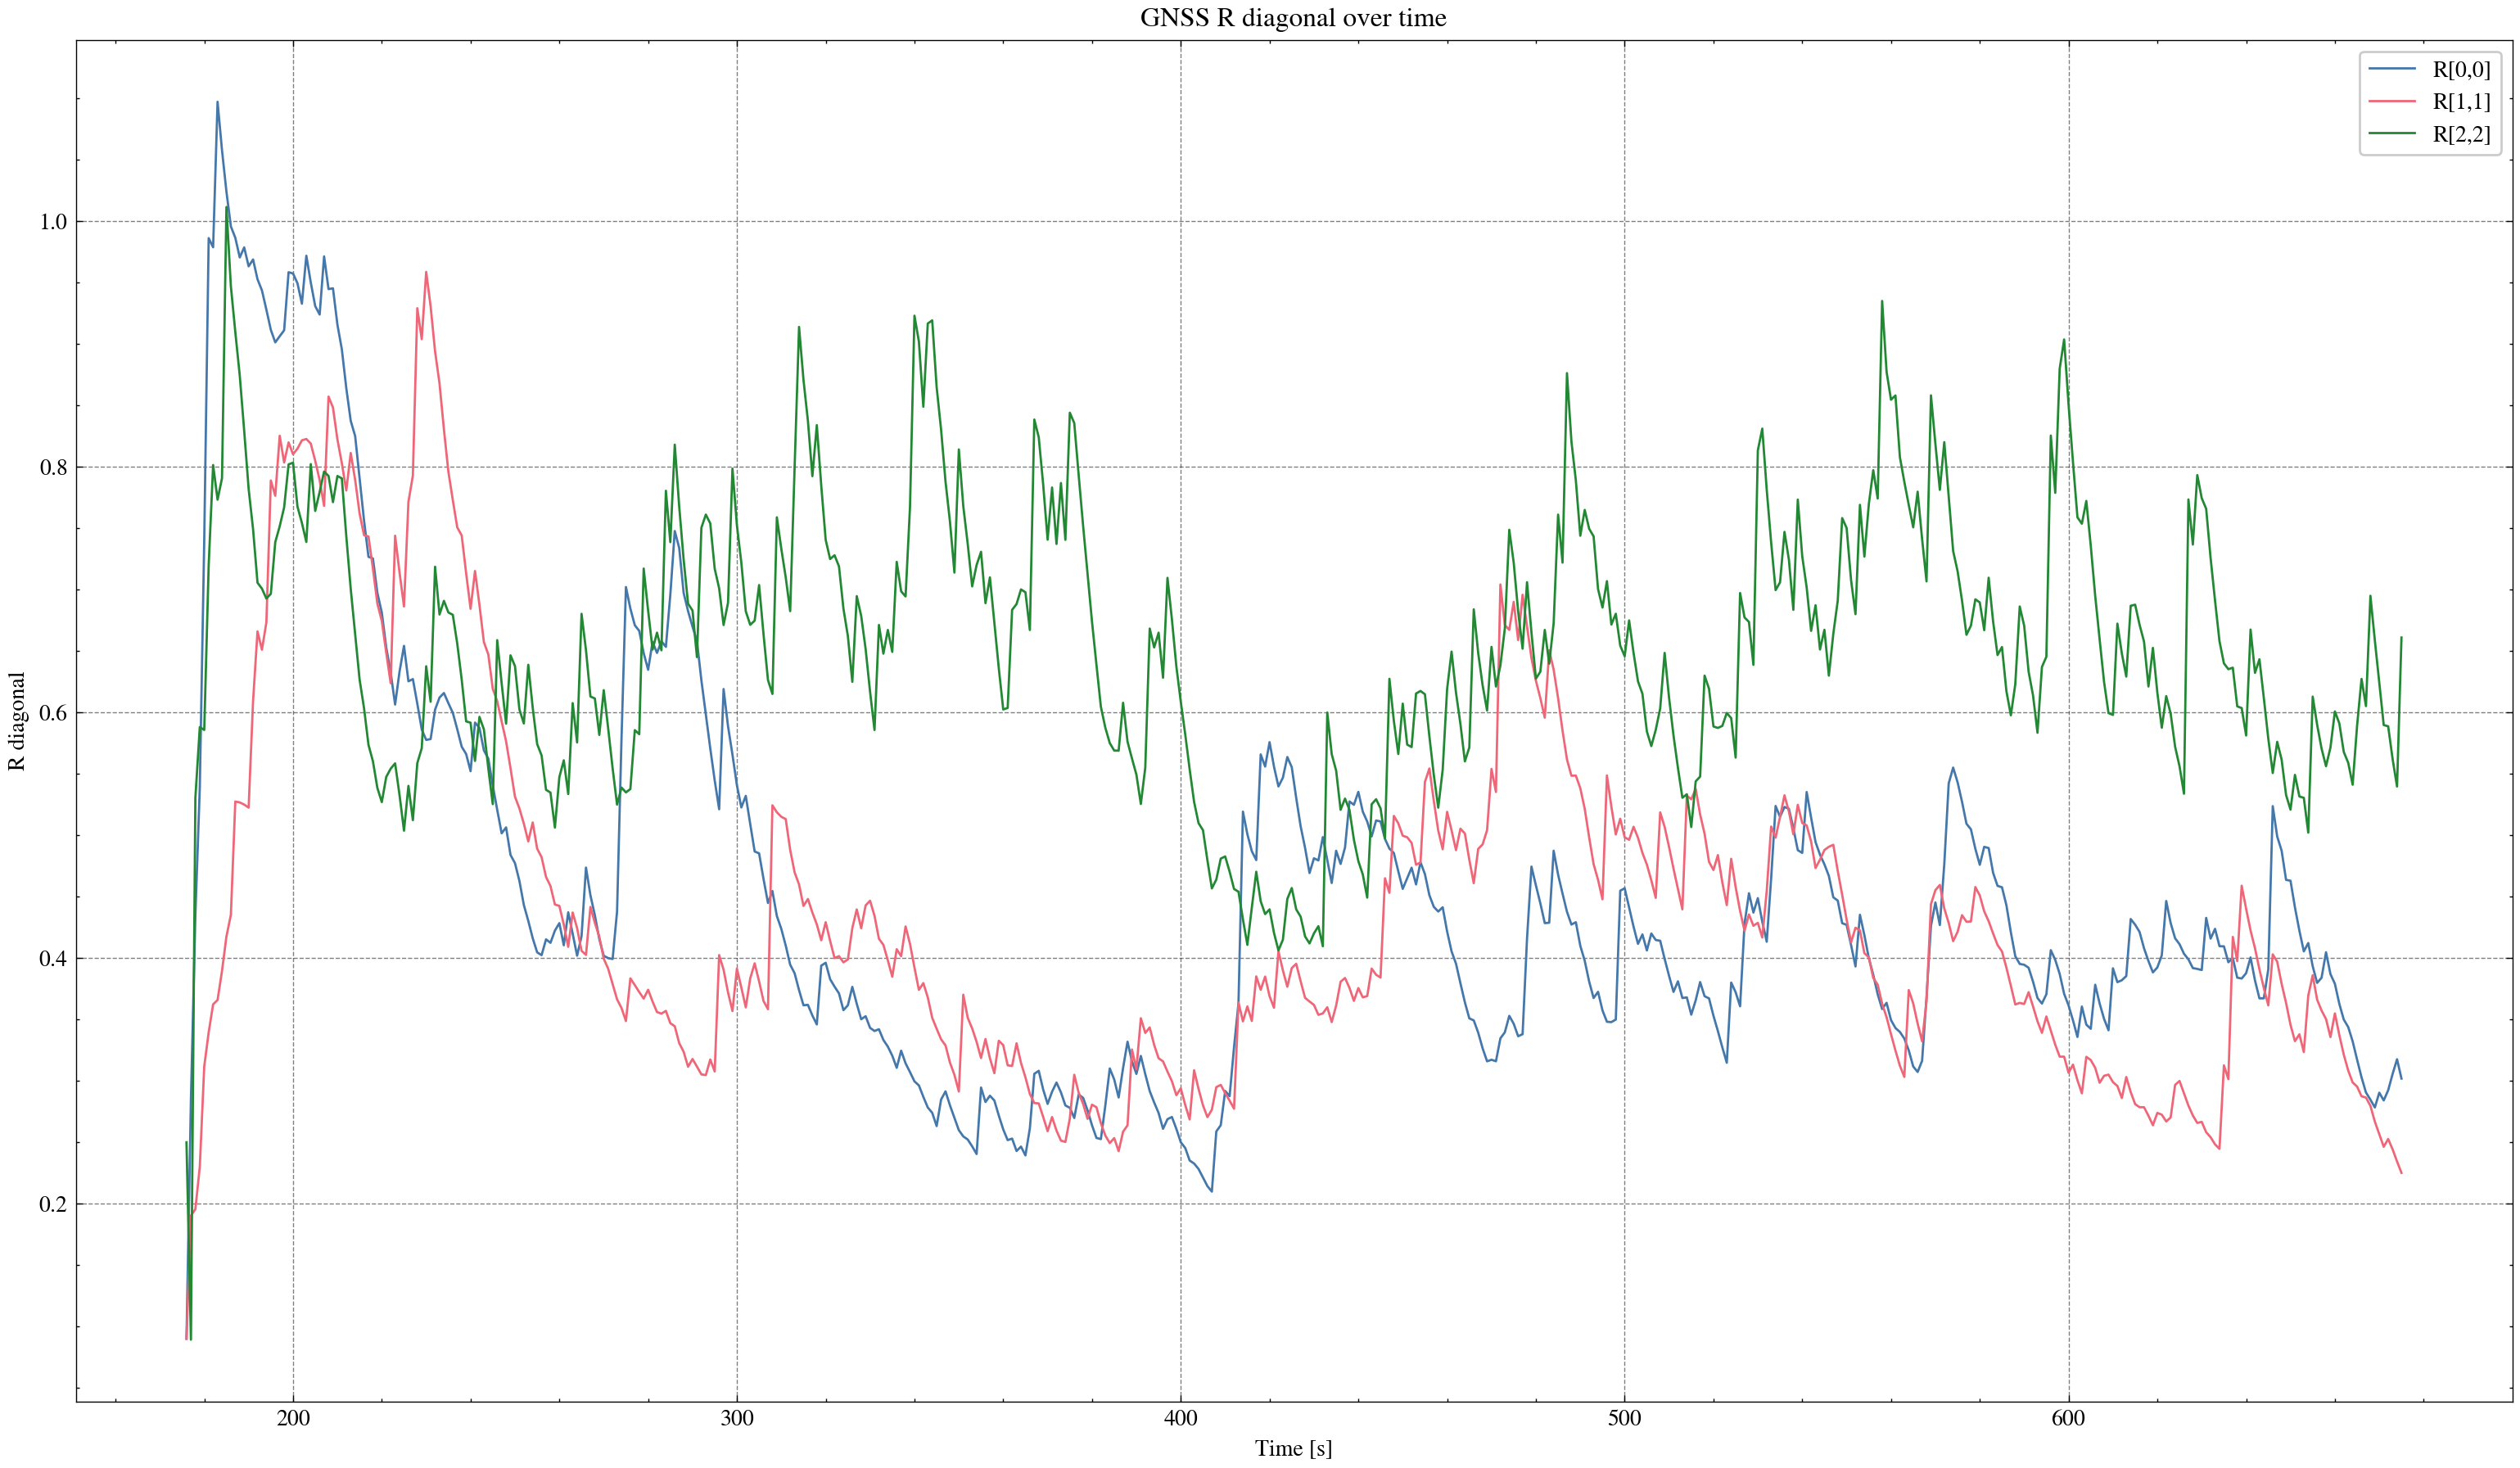 GNSS R diagonal over time
R[0,0]
R[1,1]
R[2,2]
R diagonal
1.0
0.8
0.6
0.4
0.2
200 300 400 500 600
Time [s]